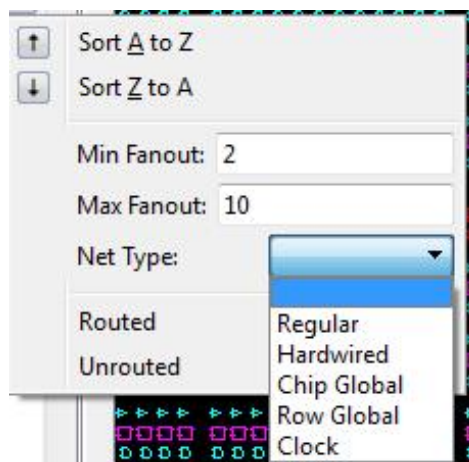 Sort A to Z
Sort Z to A
Min Fanout: 2
Max Fanout: 10
Net Type:
Routed
Unrouted
Regular
Hardwired
Chip Global
Row Global
Clock